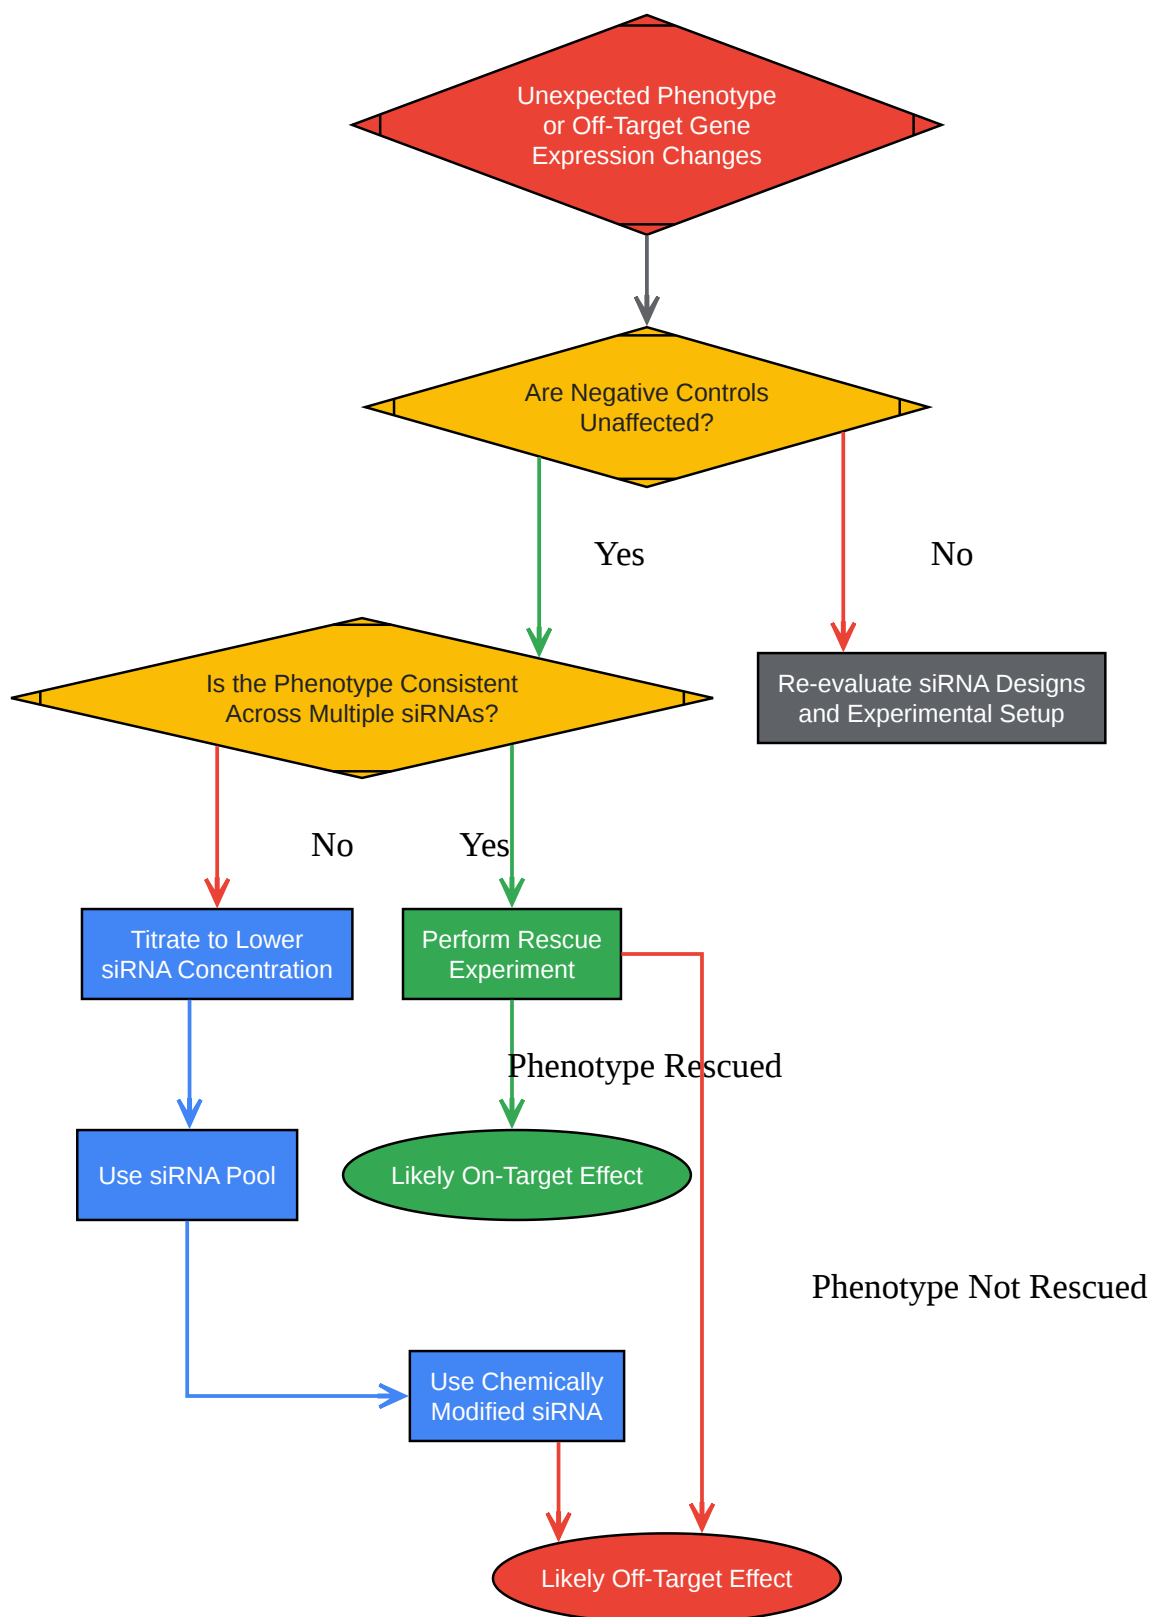 Unexpected Phenotype
or Off-Target Gene
Expression Changes
Are Negative Controls
Unaffected?
Yes
No
Is the Phenotype Consistent
Across Multiple siRNAs?
Re-evaluate siRNA Designs
and Experimental Setup
No
Yes
Titrate to Lower
siRNA Concentration
Perform Rescue
Experiment
Phenotype Rescued
Use siRNA Pool
Likely On-Target Effect
Phenotype Not Rescued
Use Chemically
Modified siRNA
Likely Off-Target Effect